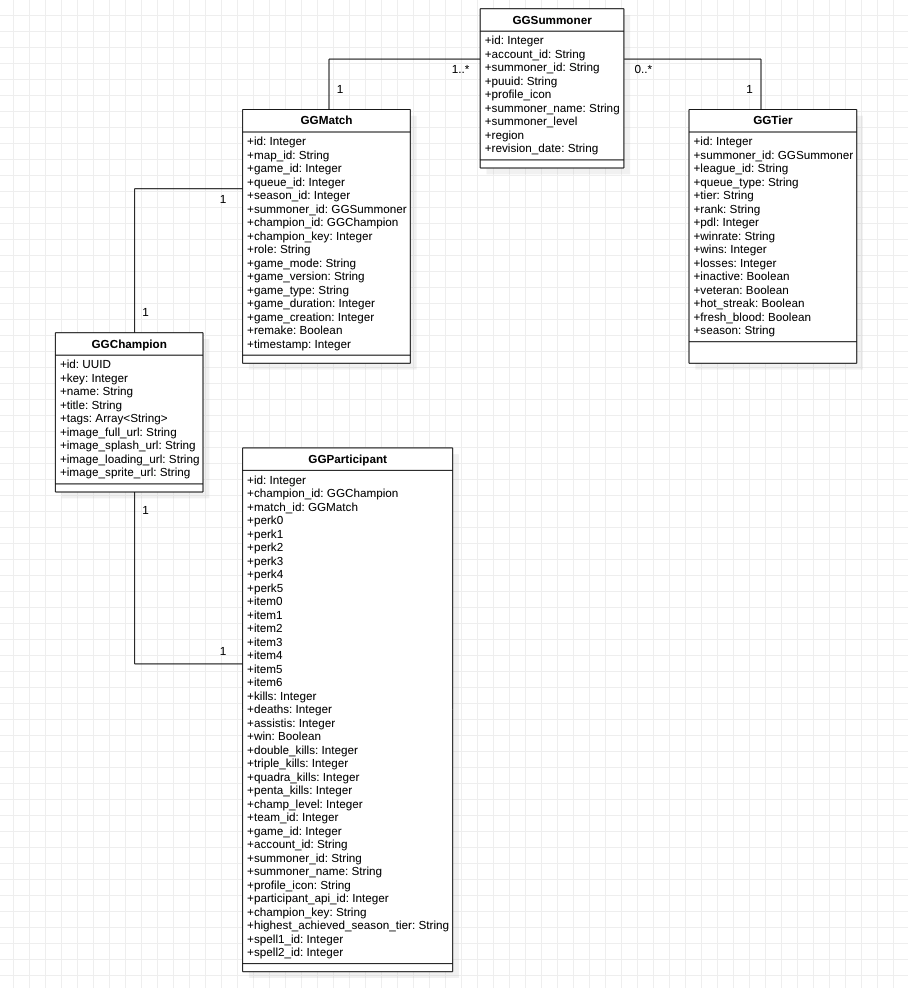 GGSummoner
+id: Integer
+account_id: String
+summoner_id: String
+puuid: String
+profile_icon
+summoner_name: String
+summoner_level
+region
+revision_date: String
1..*
0..*
1
1
GGMatch
+id: Integer
+map_id: String
+game_id: Integer
+queue_id: Integer
+season_id: Integer
+summoner_id: GGSummoner
+champion_id: GGChampion
+champion_key: Integer
+role: String
+game_mode: String
+game_version: String
+game_type: String
+game_duration: Integer
+game_creation: Integer
+remake: Boolean
+timestamp: Integer
GGTier
+id: Integer
+summoner_id: GGSummoner
+league_id: String
+queue_type: String
+tier: String
+rank: String
+pdl: Integer
+winrate: String
+wins: Integer
+losses: Integer
+inactive: Boolean
+veteran: Boolean
+hot_streak: Boolean
+fresh_blood: Boolean
+season: String
1
1
GGChampion
+id: UUID
+key: Integer
+name: String
+title: String
+tags: Array<String>
+image_full_url: String
+image_splash_url: String
+image_loading_url: String
+image_sprite_url: String
1
1
GGParticipant
+id: Integer
+champion_id: GGChampion
+match_id: GGMatch
+perk0
+perk1
+perk2
+perk3
+perk4
+perk5
+item0
+item1
+item2
+item3
+item4
+item5
+item6
+kills: Integer
+deaths: Integer
+assistis: Integer
+win: Boolean
+double_kills: Integer
+triple_kills: Integer
+quadra_kills: Integer
+penta_kills: Integer
+champ_level: Integer
+team_id: Integer
+game_id: Integer
+account_id: String
+summoner_id: String
+summoner_name: String
+profile_icon: String
+participant_api_id: Integer
+champion_key: String
+highest_achieved_season_tier: String
+spell1_id: Integer
+spell2_id: Integer